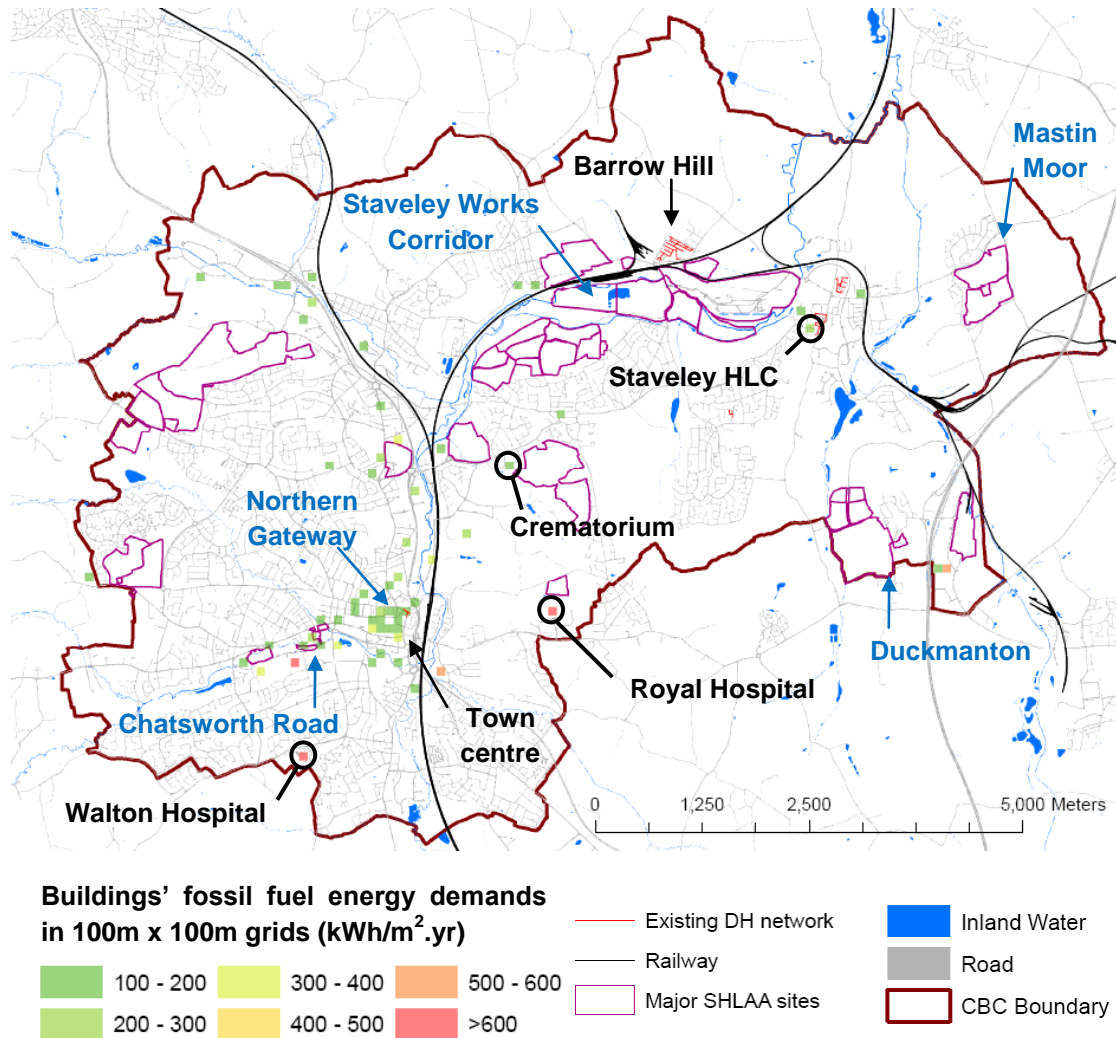 Mastin
Moor
Barrow Hill
Staveley Works
Corridor
Staveley HLC
Northern
Gateway
Crematorium
Duckmanton
Royal Hospital
Chatsworth Road
Town
centre
Walton Hospital
0 1,250 2,500 5,000 Meters
Buildings’ fossil fuel energy demands
in 100m x 100m grids (kWh/m².yr)
100 - 200
300 - 400
500 - 600
200 - 300
400 - 500
>600
Existing DH network
Railway
Major SHLAA sites
Inland Water
Road
CBC Boundary